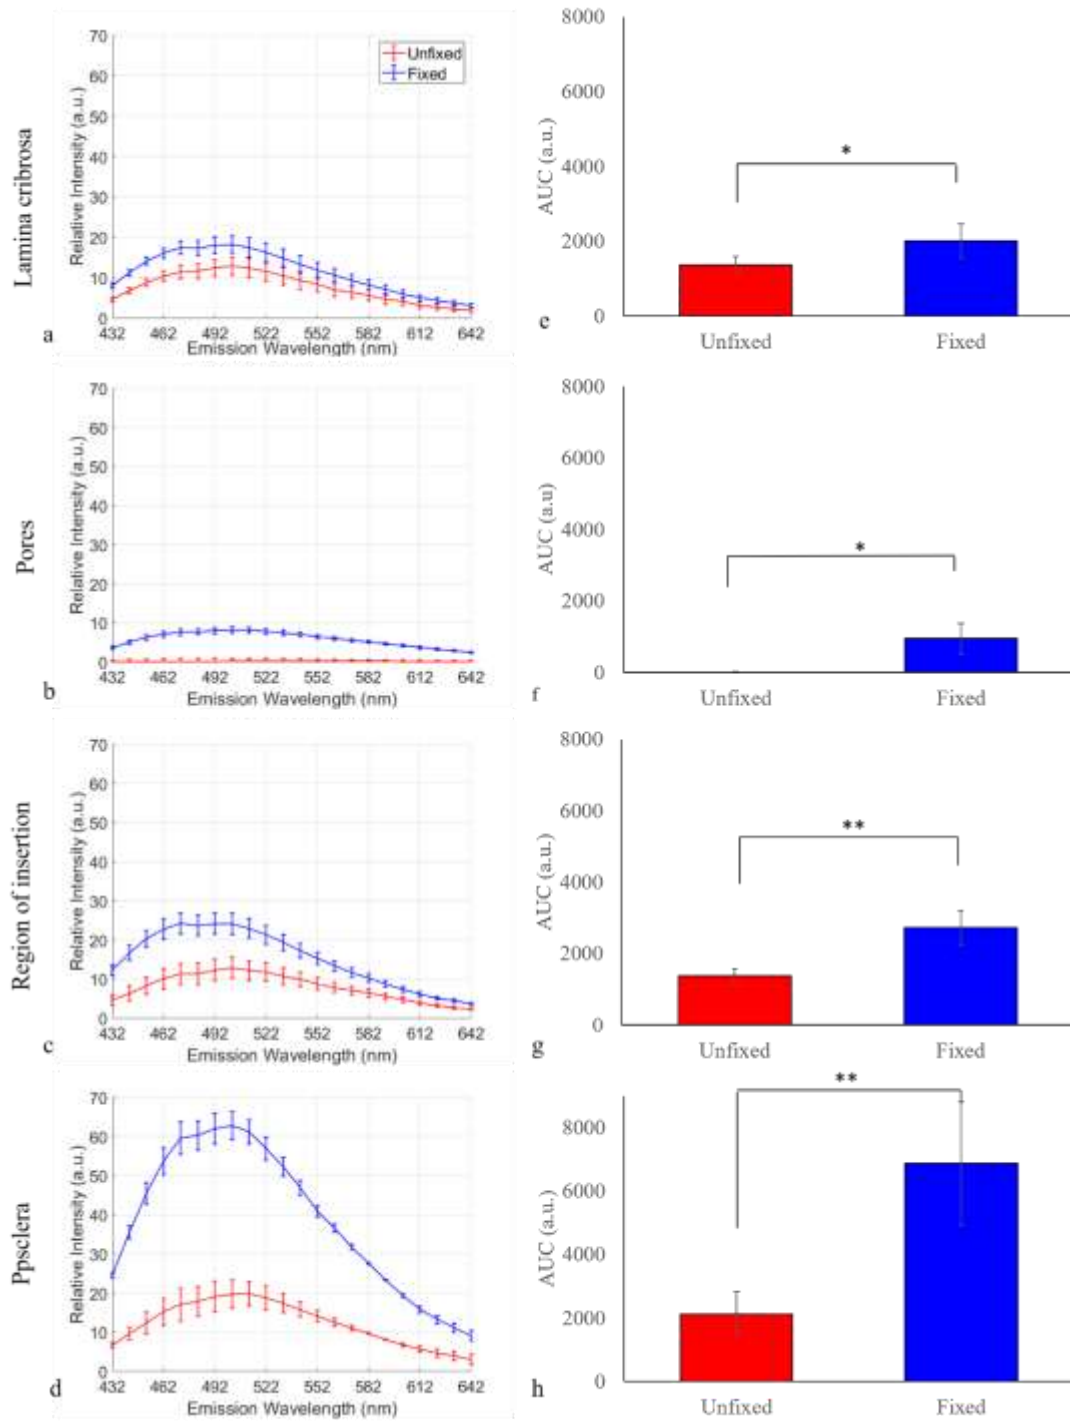 Lamina cribrosa
Relative Intensity (a.u.)
70
60
50
40
30
20
10
0
Unfixed
Fixed
432 462 492 522 552 582 612 642
Emission Wavelength (nm)
a
AUC (a.u.)
8000
6000
4000
2000
0
*
Unfixed Fixed
e
Pores
Relative Intensity (a.u.)
70
60
50
40
30
20
10
0
432 462 492 522 552 582 612 642
Emission Wavelength (nm)
b
AUC (a.u)
8000
6000
4000
2000
0
*
Unfixed Fixed
f
Region of insertion
Relative Intensity (a.u.)
70
60
50
40
30
20
10
0
432 462 492 522 552 582 612 642
Emission Wavelength (nm)
c
AUC (a.u.)
8000
6000
4000
2000
0
**
Unfixed Fixed
g
Ppsclera
Relative Intensity (a.u.)
70
60
50
40
30
20
10
0
432 462 492 522 552 582 612 642
Emission Wavelength (nm)
d
AUC (a.u.)
8000
6000
4000
2000
0
**
Unfixed Fixed
h